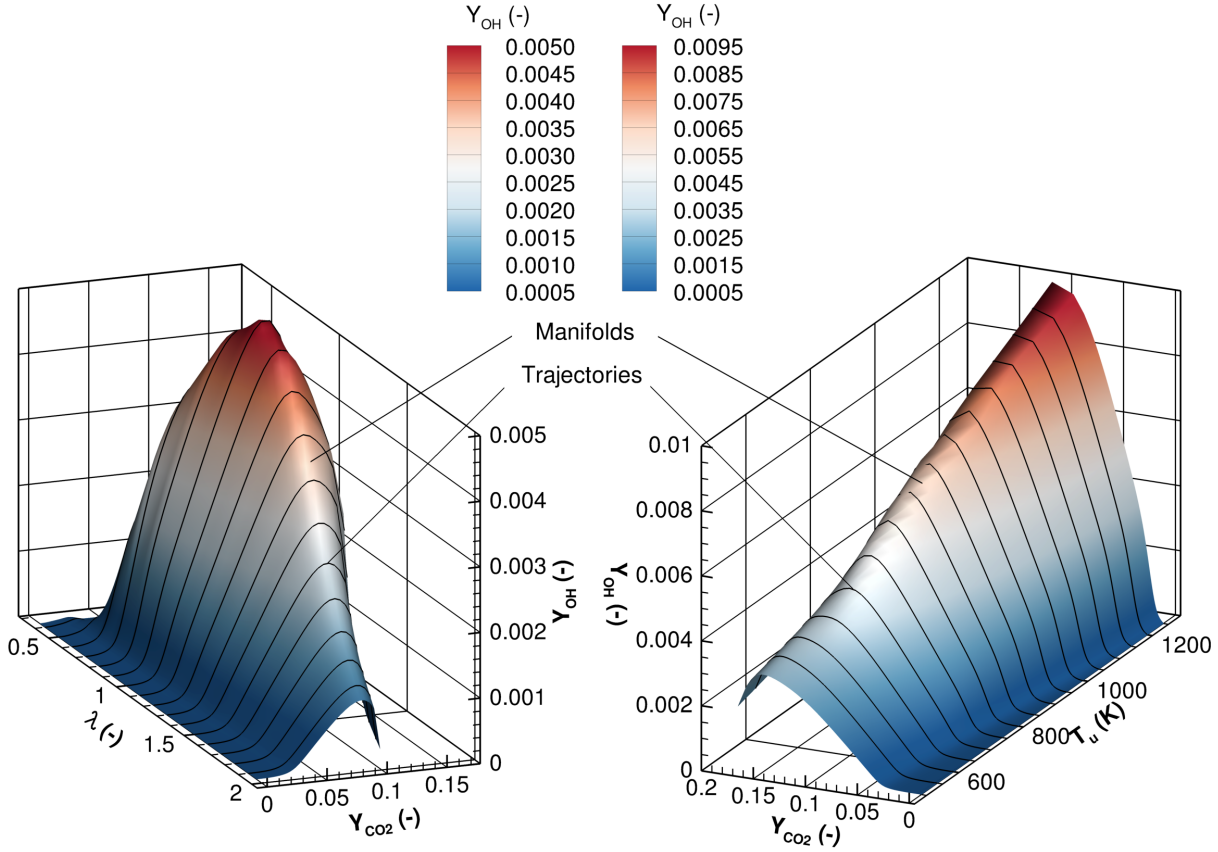 Y_OH (-) Y_OH (-)
0.0050 0.0095
0.0045 0.0085
0.0040 0.0075
0.0035 0.0065
0.0030 0.0055
0.0025 0.0045
0.0020 0.0035
0.0015 0.0025
0.0010 0.0015
0.0005 0.0005
Manifolds
Trajectories
0.005
0.004
0.003
0.002
0.001
0
Y_OH (-)
0.5
1
1.5
2
λ (-)
0 0.05 0.10 0.15
Y_CO2 (-)
0.01
0.008
0.006
0.004
0.002
0
Y_OH (-)
0.2 0.15 0.1 0.05 0
Y_CO2 (-)
600
800
1000
1200
T_u (K)